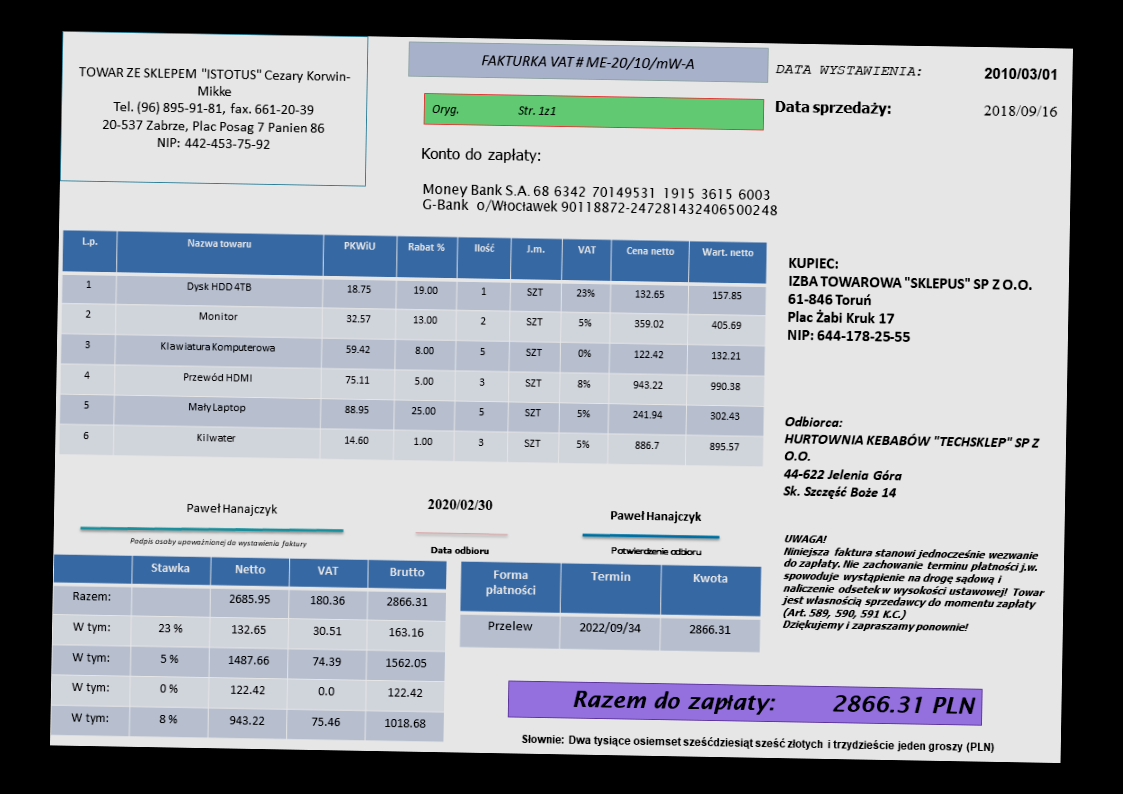 TOWAR ZE SKLEPEM "ISTOTUS" Cezary Korwin-
Mikke
Tel. (96) 895-91-81, fax. 661-20-39
20-537 Zabrze, Plac Posag 7 Panien 86
NIP: 442-453-75-92
FAKTURKA VAT # ME-20/10/mW-A
Oryg. Str. 1z1
DATA WYSTAWIENIA: 2010/03/01
Data sprzedaży: 2018/09/16
Konto do zapłaty:
Money Bank S.A. 68 6342 70149531 1915 3615 6003
G-Bank o/Włocławek 90118872-247281432406500248
L.p. Nazwa towaru PKWiU Rabat % Ilość J.m. VAT Cena netto Wart. netto
1 Dysk HDD 4TB 18.75 19.00 1 SZT 23% 132.65 157.85
2 Monitor 32.57 13.00 2 SZT 5% 359.02 405.69
3 Klawiatura Komputerowa 59.42 8.00 5 SZT 0% 122.42 132.21
4 Przewód HDMI 75.11 5.00 3 SZT 8% 943.22 990.38
5 Mały Laptop 88.95 25.00 5 SZT 5% 241.94 302.43
6 Kilwater 14.60 1.00 3 SZT 5% 886.7 895.57
KUPIEC:
IZBA TOWAROWA "SKLEPUS" SP Z O.O.
61-846 Toruń
Plac Żabi Kruk 17
NIP: 644-178-25-55
Odbiorca:
HURTOWNIA KEBABÓW "TECHSKLEP" SP Z
O.O.
44-622 Jelenia Góra
Sk. Szczęść Boże 14
Paweł Hanajczyk
Podpis osoby upoważnionej do wystawienia faktury
2020/02/30
Data odbioru
Paweł Hanajczyk
Potwierdzenie odbioru
UWAGA!
Niniejsza faktura stanowi jednocześnie wezwanie
do zapłaty. Nie zachowanie terminu płatności j.w.
spowoduje wystąpienie na drogę sądową i
naliczenie odsetek w wysokości ustawowej! Towar
jest własnością sprzedawcy do momentu zapłaty
(Art. 589, 590, 591 K.C.)
Dziękujemy i zapraszamy ponownie!
Stawka Netto VAT Brutto
Razem: 2685.95 180.36 2866.31
W tym: 23 % 132.65 30.51 163.16
W tym: 5 % 1487.66 74.39 1562.05
W tym: 0 % 122.42 0.0 122.42
W tym: 8 % 943.22 75.46 1018.68
Forma
płatności Termin Kwota
Przelew 2022/09/34 2866.31
Razem do zapłaty: 2866.31 PLN
Słownie: Dwa tysiące osiemset sześćdziesiąt sześć złotych i trzydzieście jeden groszy (PLN)